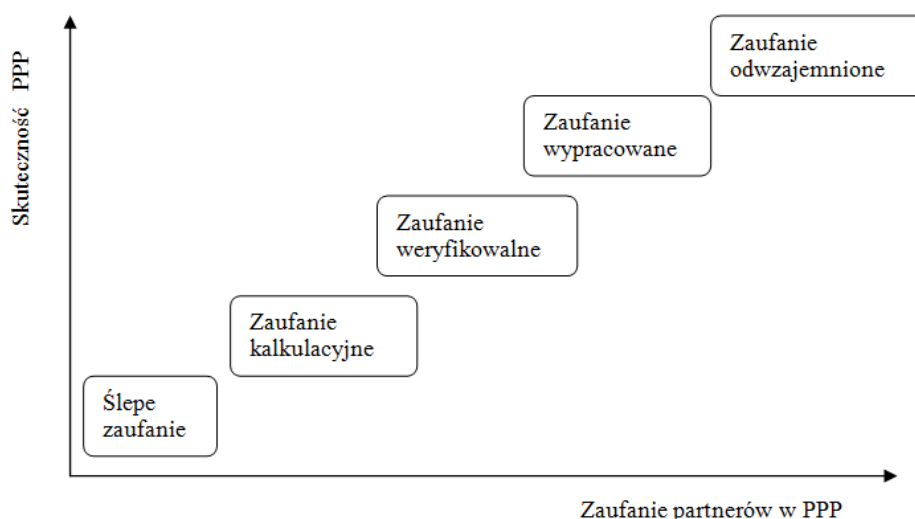 Skuteczność PPP
Zaufanie
odwzajemnione
Zaufanie
wypracowane
Zaufanie
weryfikowalne
Zaufanie
kalkulacyjne
Ślepe
zaufanie
Zaufanie partnerów w PPP